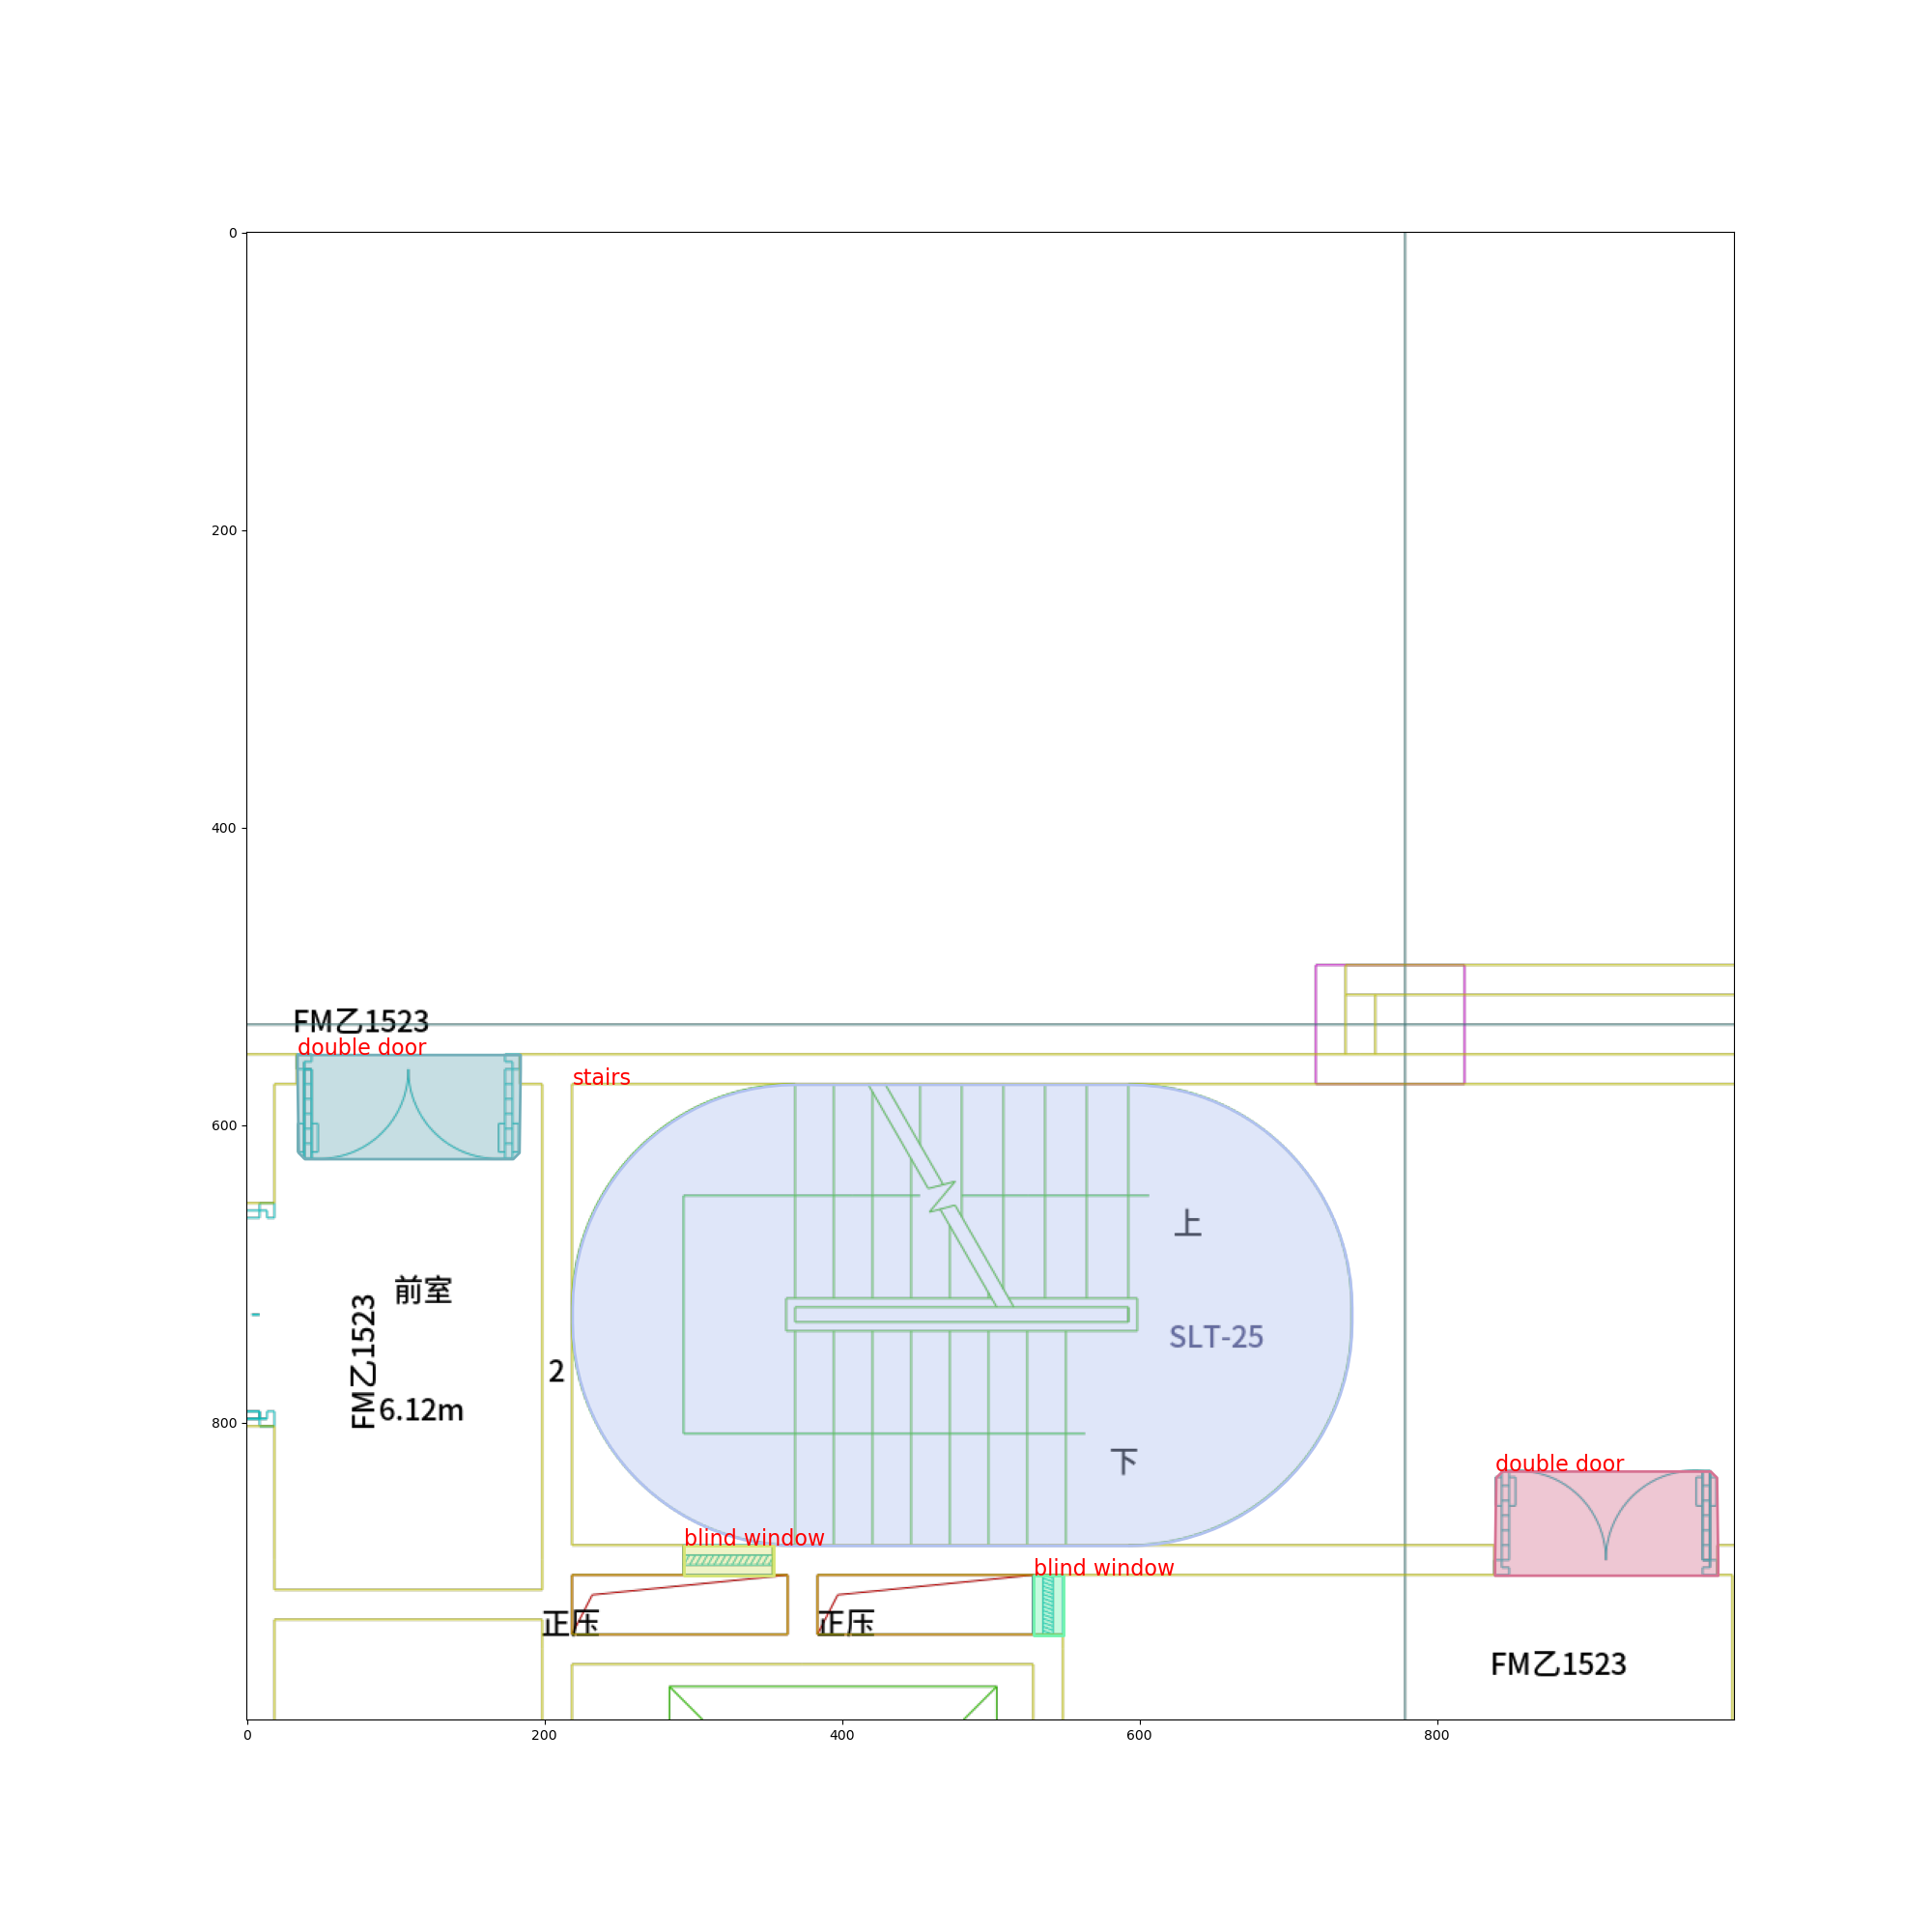 0
200
400
600
800
FM乙1523
double door
stairs
上
前室
FM乙1523
SLT-25
2
6.12m
下
double door
blind window
blind window
正压
正压
FM乙1523
0
200
400
600
800